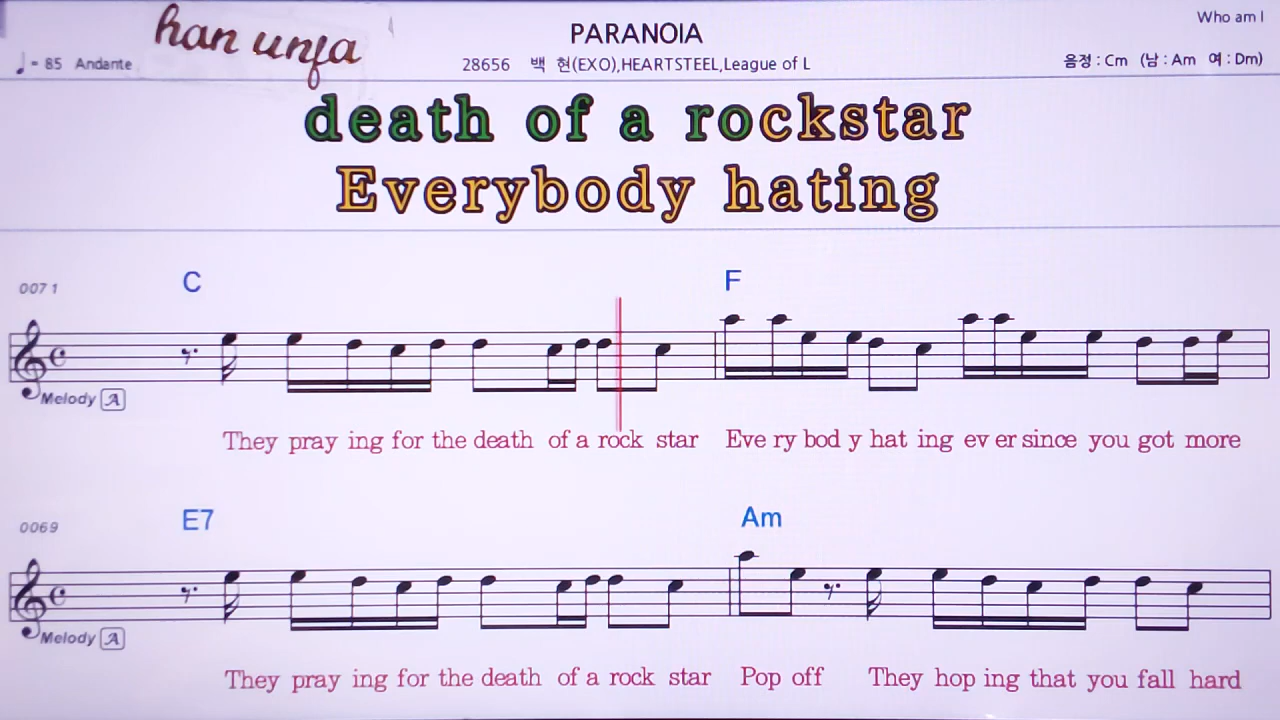 Who am I
han unfa
PARANOIA
♩ = 85 Andante
28656 백 현(EXO),HEARTSTEEL,League of L
음정 : Cm (남 : Am 여 : Dm)
death of a rockstar
Everybody hating
0071
C F
Melody A
They pray ing for the death of a rock star Eve ry bod y hat ing ev er since you got more
0069
E7 Am
Melody A
They pray ing for the death of a rock star Pop off They hop ing that you fall hard